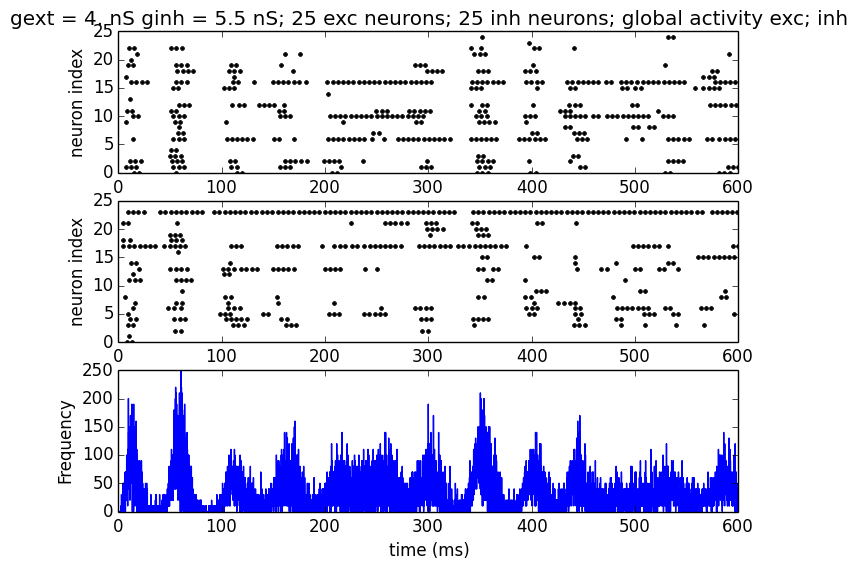 gext = 4. nS ginh = 5.5 nS; 25 exc neurons; 25 inh neurons; global activity exc; inh
25
20
15
10
5
0
neuron index
0 100 200 300 400 500 600
25
20
15
10
5
0
neuron index
0 100 200 300 400 500 600
250
200
150
100
50
0
Frequency
0 100 200 300 400 500 600
time (ms)